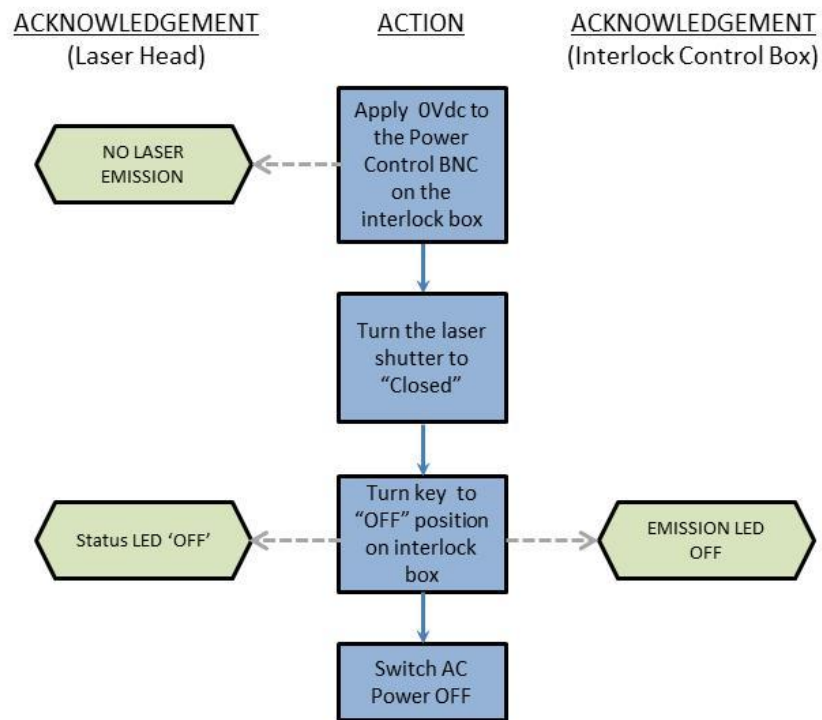 ACKNOWLEDGEMENT
(Laser Head)
ACTION
ACKNOWLEDGEMENT
(Interlock Control Box)
Apply 0Vdc to
the Power
Control BNC
on the
interlock box
NO LASER
EMISSION
Turn the laser
shutter to
“Closed”
Turn key to
“OFF” position
on interlock
box
Status LED ‘OFF’
EMISSION LED
OFF
Switch AC
Power OFF